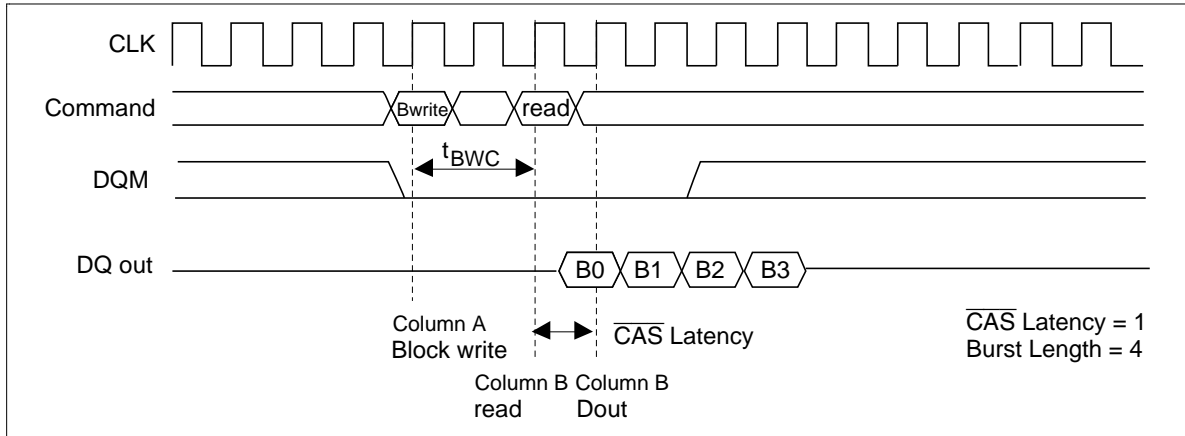 CLK
Command Bwrite read
tBWC
DQM
DQ out B0 B1 B2 B3
Column A
Block write
CAS Latency
CAS Latency = 1
Burst Length = 4
Column B Column B
read Dout